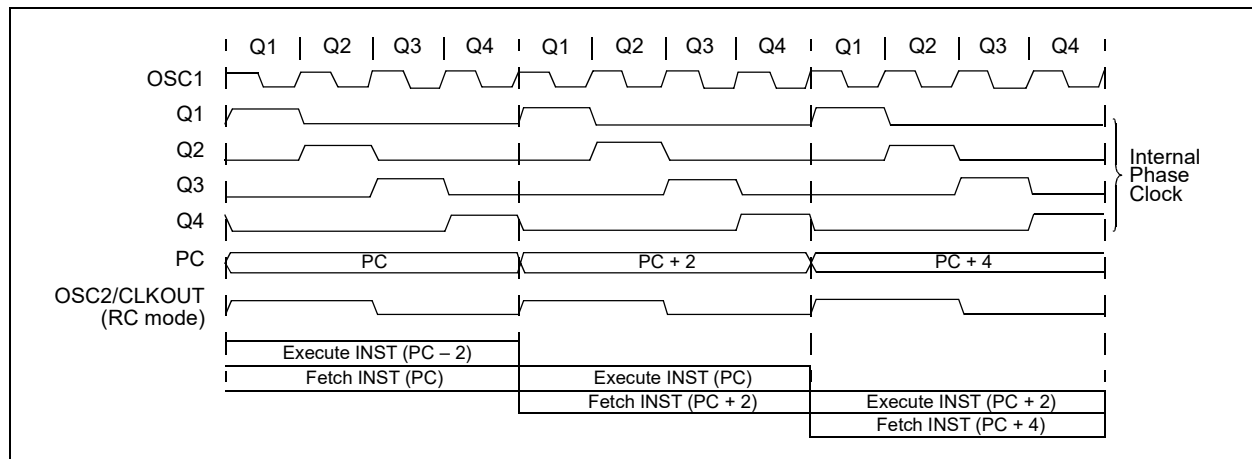 Q1 | Q2 | Q3 | Q4 | Q1 | Q2 | Q3 | Q4 | Q1 | Q2 | Q3 | Q4
OSC1
Q1
Q2
Q3
Q4
Internal
Phase
Clock
PC
PC
PC + 2
PC + 4
OSC2/CLKOUT
(RC mode)
Execute INST (PC – 2)
Fetch INST (PC)
Execute INST (PC)
Fetch INST (PC + 2)
Execute INST (PC + 2)
Fetch INST (PC + 4)